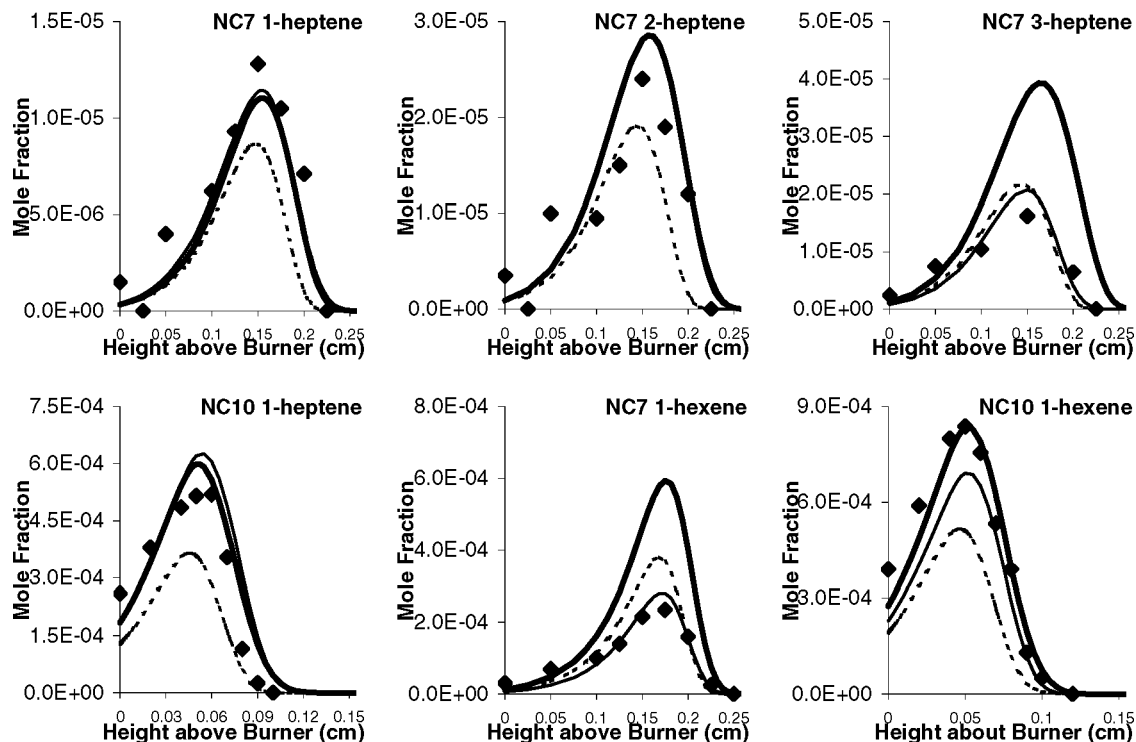 NC7 1-heptene
1.5E-05
1.0E-05
5.0E-06
0.0E+00
Mole Fraction
0 0.05 0.1 0.15 0.2 0.25
Height above Burner (cm)
NC7 2-heptene
3.0E-05
2.0E-05
1.0E-05
0.0E+00
Mole Fraction
0 0.05 0.1 0.15 0.2 0.25
Height above Burner (cm)
NC7 3-heptene
5.0E-05
4.0E-05
3.0E-05
2.0E-05
1.0E-05
0.0E+00
Mole Fraction
0 0.05 0.1 0.15 0.2 0.25
Height above Burner (cm)
NC10 1-heptene
7.5E-04
6.0E-04
4.5E-04
3.0E-04
1.5E-04
0.0E+00
Mole Fraction
0 0.03 0.06 0.09 0.12 0.15
Height above Burner (cm)
NC7 1-hexene
8.0E-04
6.0E-04
4.0E-04
2.0E-04
0.0E+00
Mole Fraction
0 0.05 0.1 0.15 0.2 0.25
Height above Burner (cm)
NC10 1-hexene
9.0E-04
6.0E-04
3.0E-04
0.0E+00
Mole Fraction
0 0.05 0.1 0.15
Height about Burner (cm)